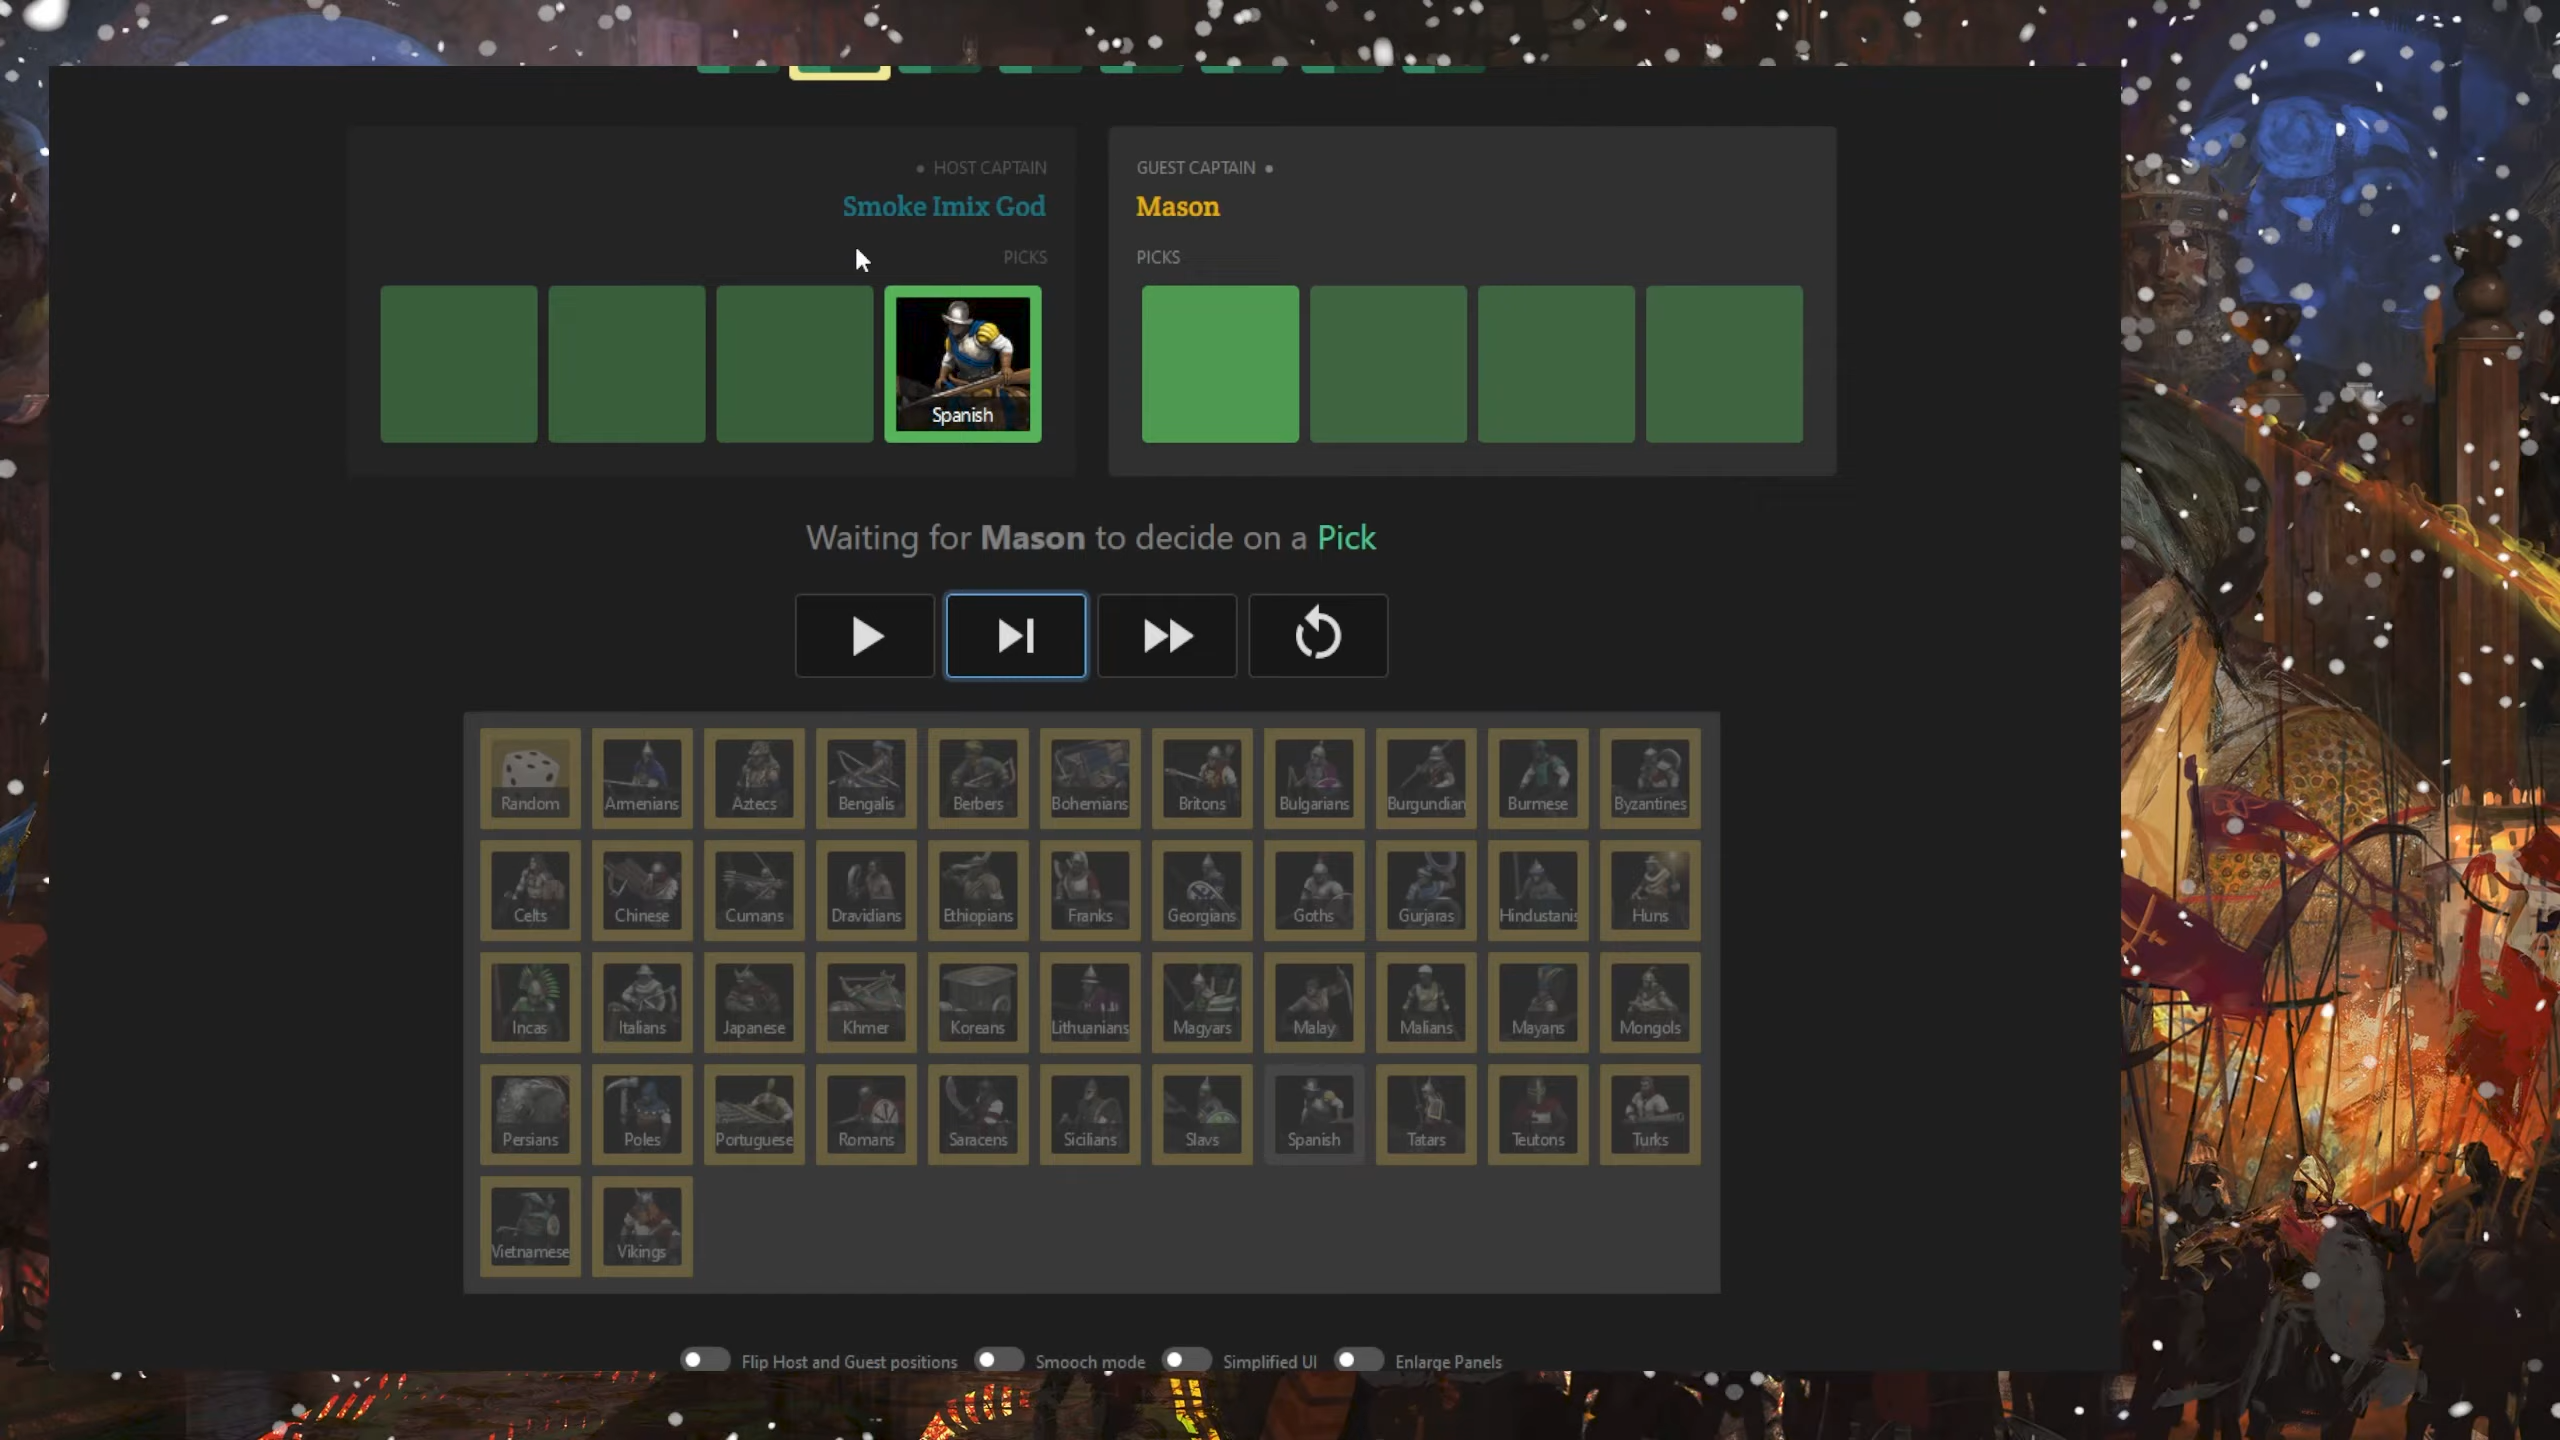 HOST CAPTAIN
Smoke Imix God
PICKS
Spanish
GUEST CAPTAIN
Mason
PICKS
Waiting for Mason to decide on a Pick
Random Armenians Aztecs Bengalis Berbers Bohemians Britons Bulgarians Burgundian Burmese Byzantines
Celts Chinese Cumans Dravidians Ethiopians Franks Georgians Goths Gurjaras Hindustanis Huns
Incas Italians Japanese Khmer Koreans Lithuanians Magyars Malay Malians Mayans Mongols
Persians Poles Portuguese Romans Saracens Sicilians Slavs Spanish Tatars Teutons Turks
Vietnamese Vikings
Flip Host and Guest positions Smooch mode Simplified UI Enlarge Panels